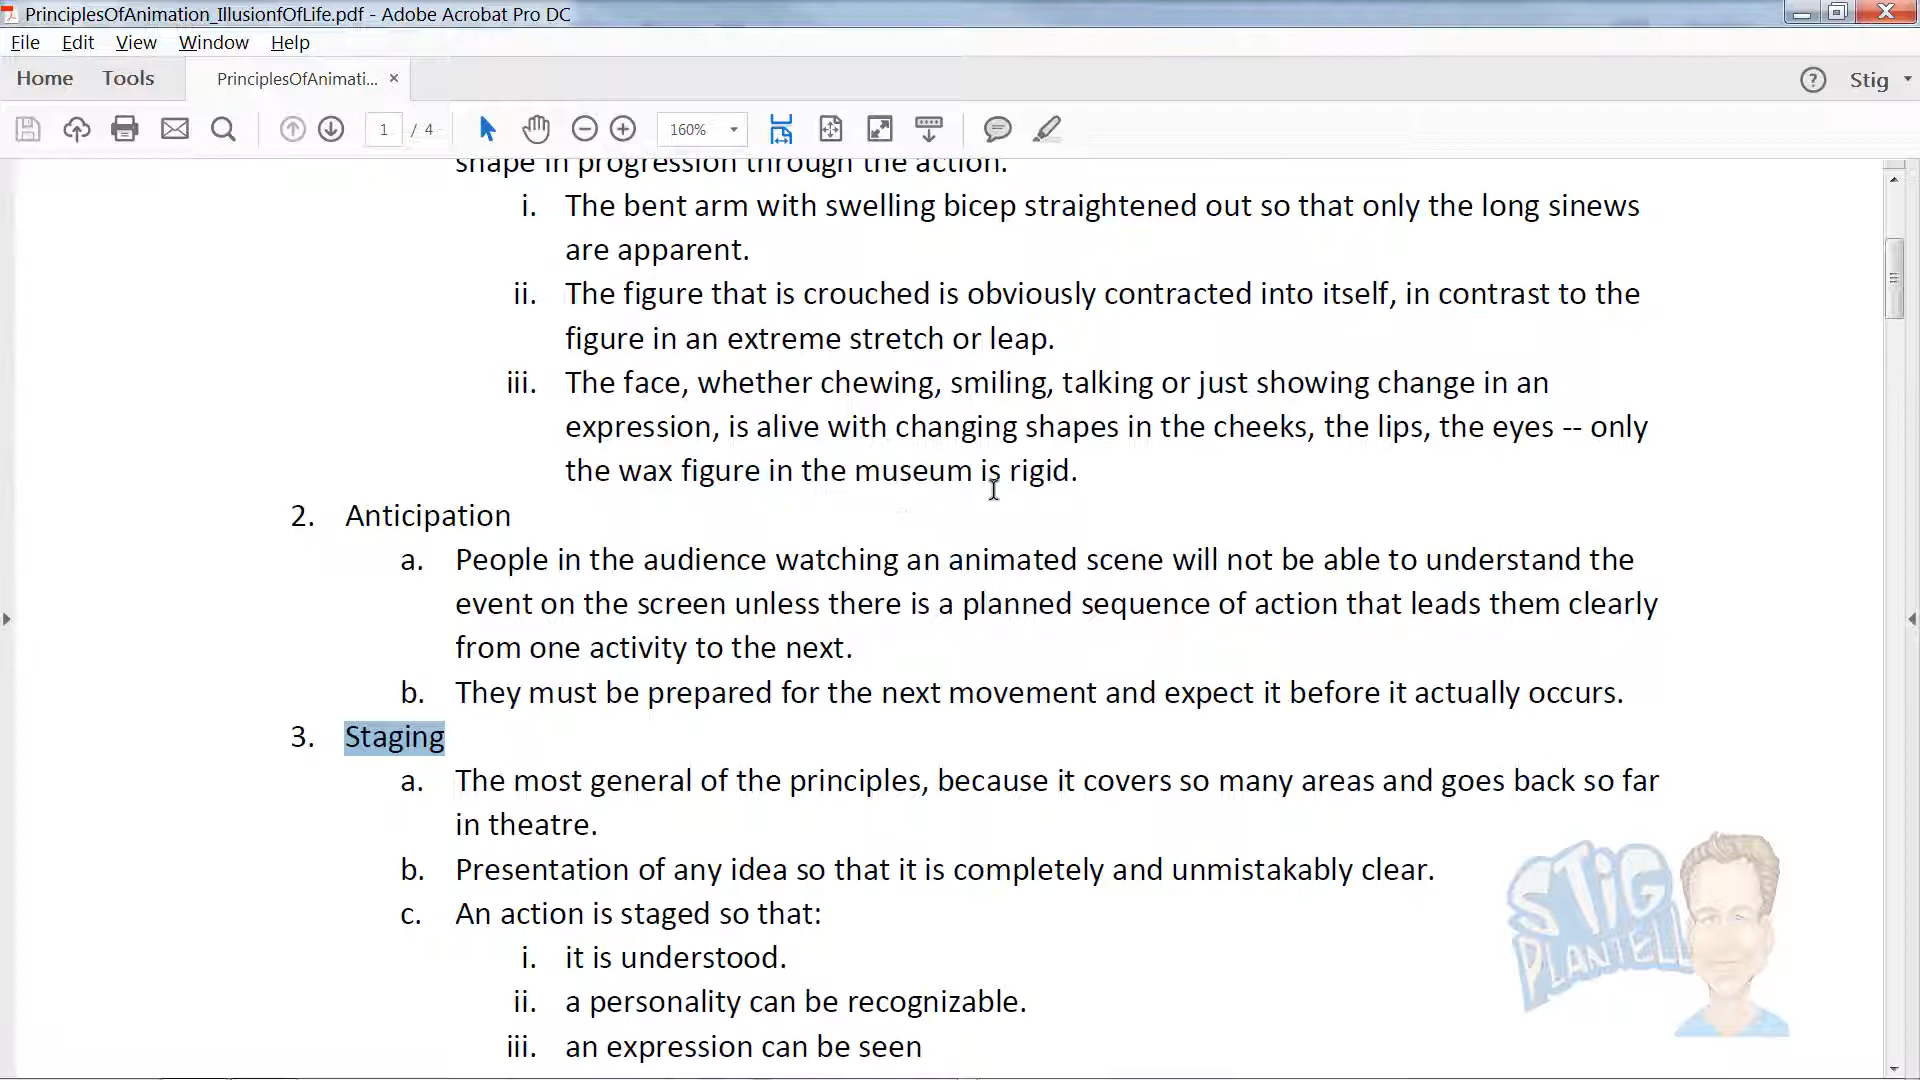 PrinciplesOfAnimation_IllusionfOfLife.pdf - Adobe Acrobat Pro DC
File Edit View Window Help
Home Tools PrinciplesOfAnimati... × Stig
1 / 4 160%
shape in progression through the action.
i. The bent arm with swelling bicep straightened out so that only the long sinews
are apparent.
ii. The figure that is crouched is obviously contracted into itself, in contrast to the
figure in an extreme stretch or leap.
iii. The face, whether chewing, smiling, talking or just showing change in an
expression, is alive with changing shapes in the cheeks, the lips, the eyes -- only
the wax figure in the museum is rigid.
2. Anticipation
a. People in the audience watching an animated scene will not be able to understand the
event on the screen unless there is a planned sequence of action that leads them clearly
from one activity to the next.
b. They must be prepared for the next movement and expect it before it actually occurs.
3. Staging
a. The most general of the principles, because it covers so many areas and goes back so far
in theatre.
b. Presentation of any idea so that it is completely and unmistakably clear.
c. An action is staged so that:
i. it is understood.
ii. a personality can be recognizable.
iii. an expression can be seen
STIG
PLANTELL